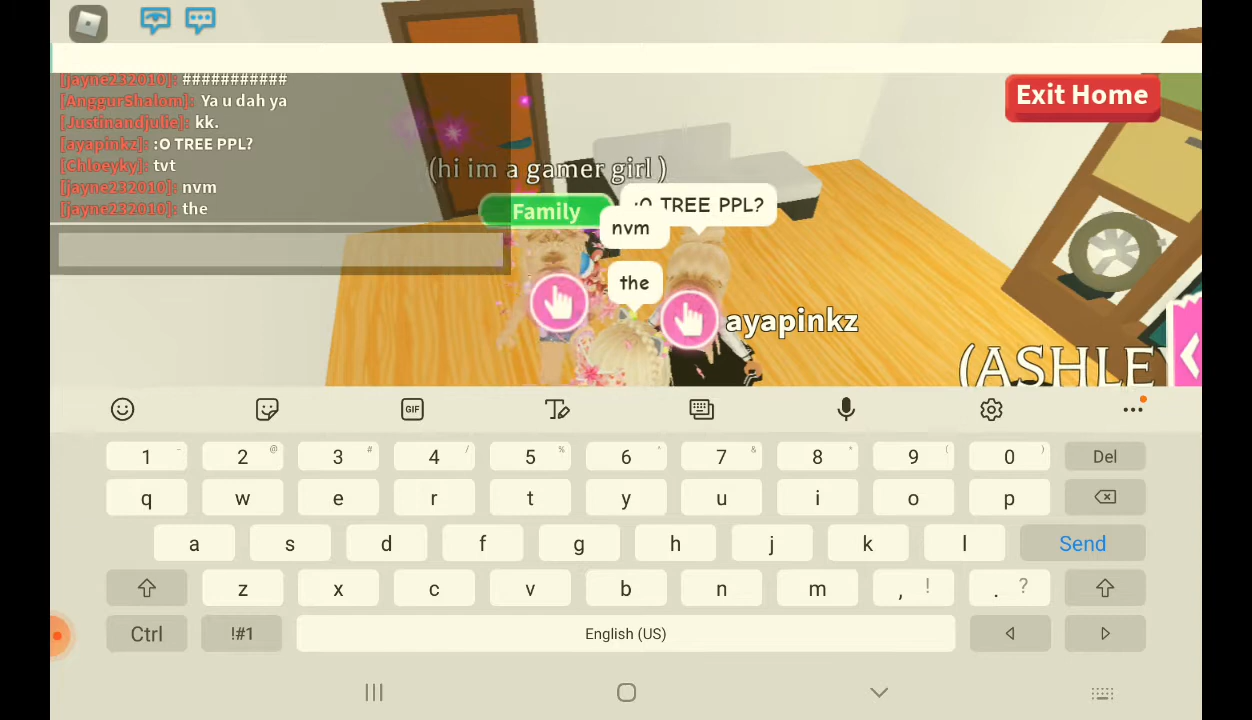 [jayne232010]: ###########
[AnggurShalom]: Ya u dah ya
[Justinandjulie]: kk.
[ayapinkz]: :O TREE PPL?
[Chloeyky]: tvt
[jayne232010]: nvm
[jayne232010]: the
Exit Home
(hi im a gamer girl )
Family
:O TREE PPL?
nvm
the
ayapinkz
(ASHLEY
GIF
1 - 2 @ 3 # 4 / 5 % 6 ^ 7 & 8 * 9 ( 0 ) Del
q w e r t y u i o p
a s d f g h j k l Send
z x c v b n m , ! . ?
Ctrl !#1 English (US)